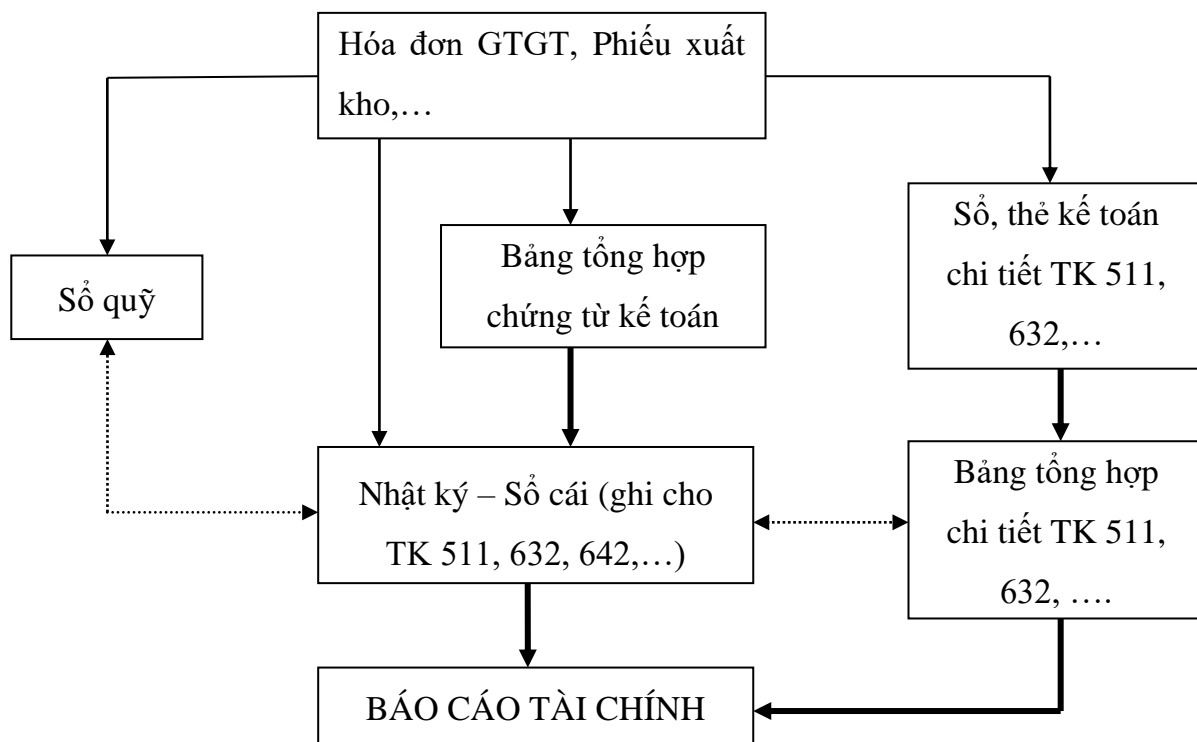 Hóa đơn GTGT, Phiếu xuất
kho,…
Sổ quỹ
Bảng tổng hợp
chứng từ kế toán
Sổ, thẻ kế toán
chi tiết TK 511,
632,…
Nhật ký – Sổ cái (ghi cho
TK 511, 632, 642,…)
Bảng tổng hợp
chi tiết TK 511,
632, ….
BÁO CÁO TÀI CHÍNH